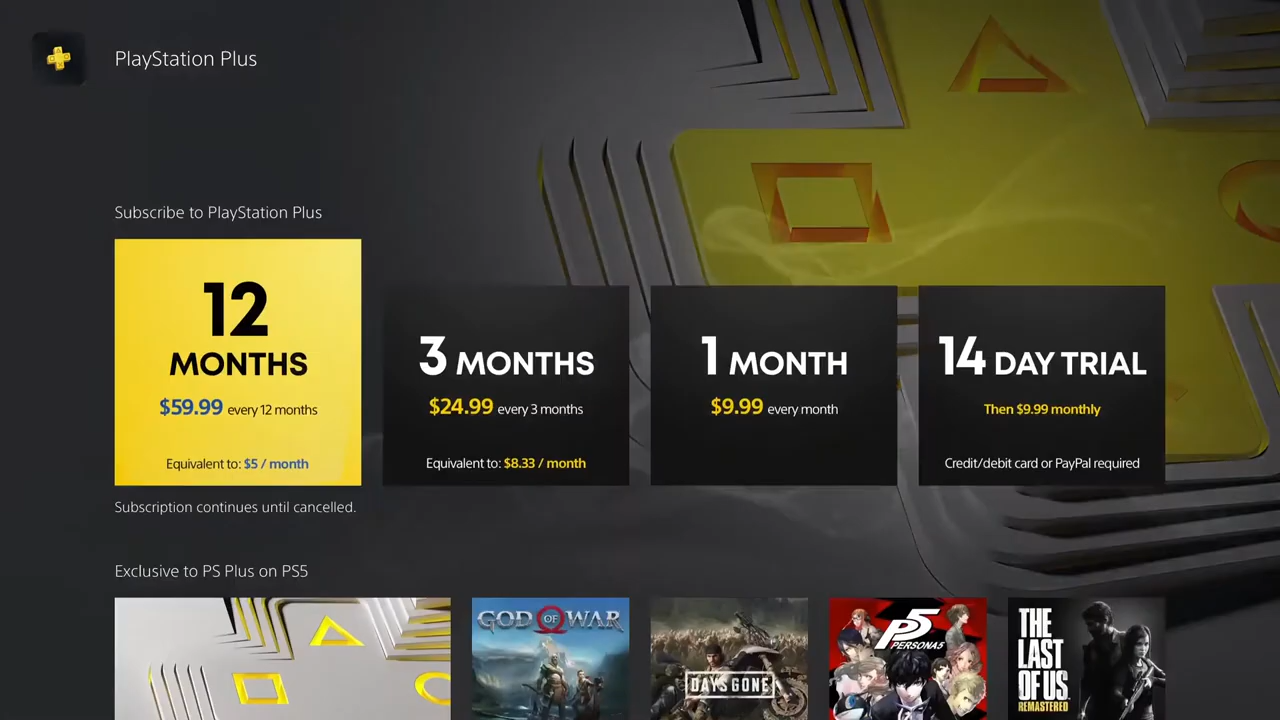 PlayStation Plus
Subscribe to PlayStation Plus
12
MONTHS
$59.99 every 12 months
Equivalent to: $5 / month
3 MONTHS
$24.99 every 3 months
Equivalent to: $8.33 / month
1 MONTH
$9.99 every month
14 DAY TRIAL
Then $9.99 monthly
Credit/debit card or PayPal required
Subscription continues until cancelled.
Exclusive to PS Plus on PS5
GOD OF WAR
DAYS GONE
P5
PERSONA5
THE
LAST
OF US
REMASTERED